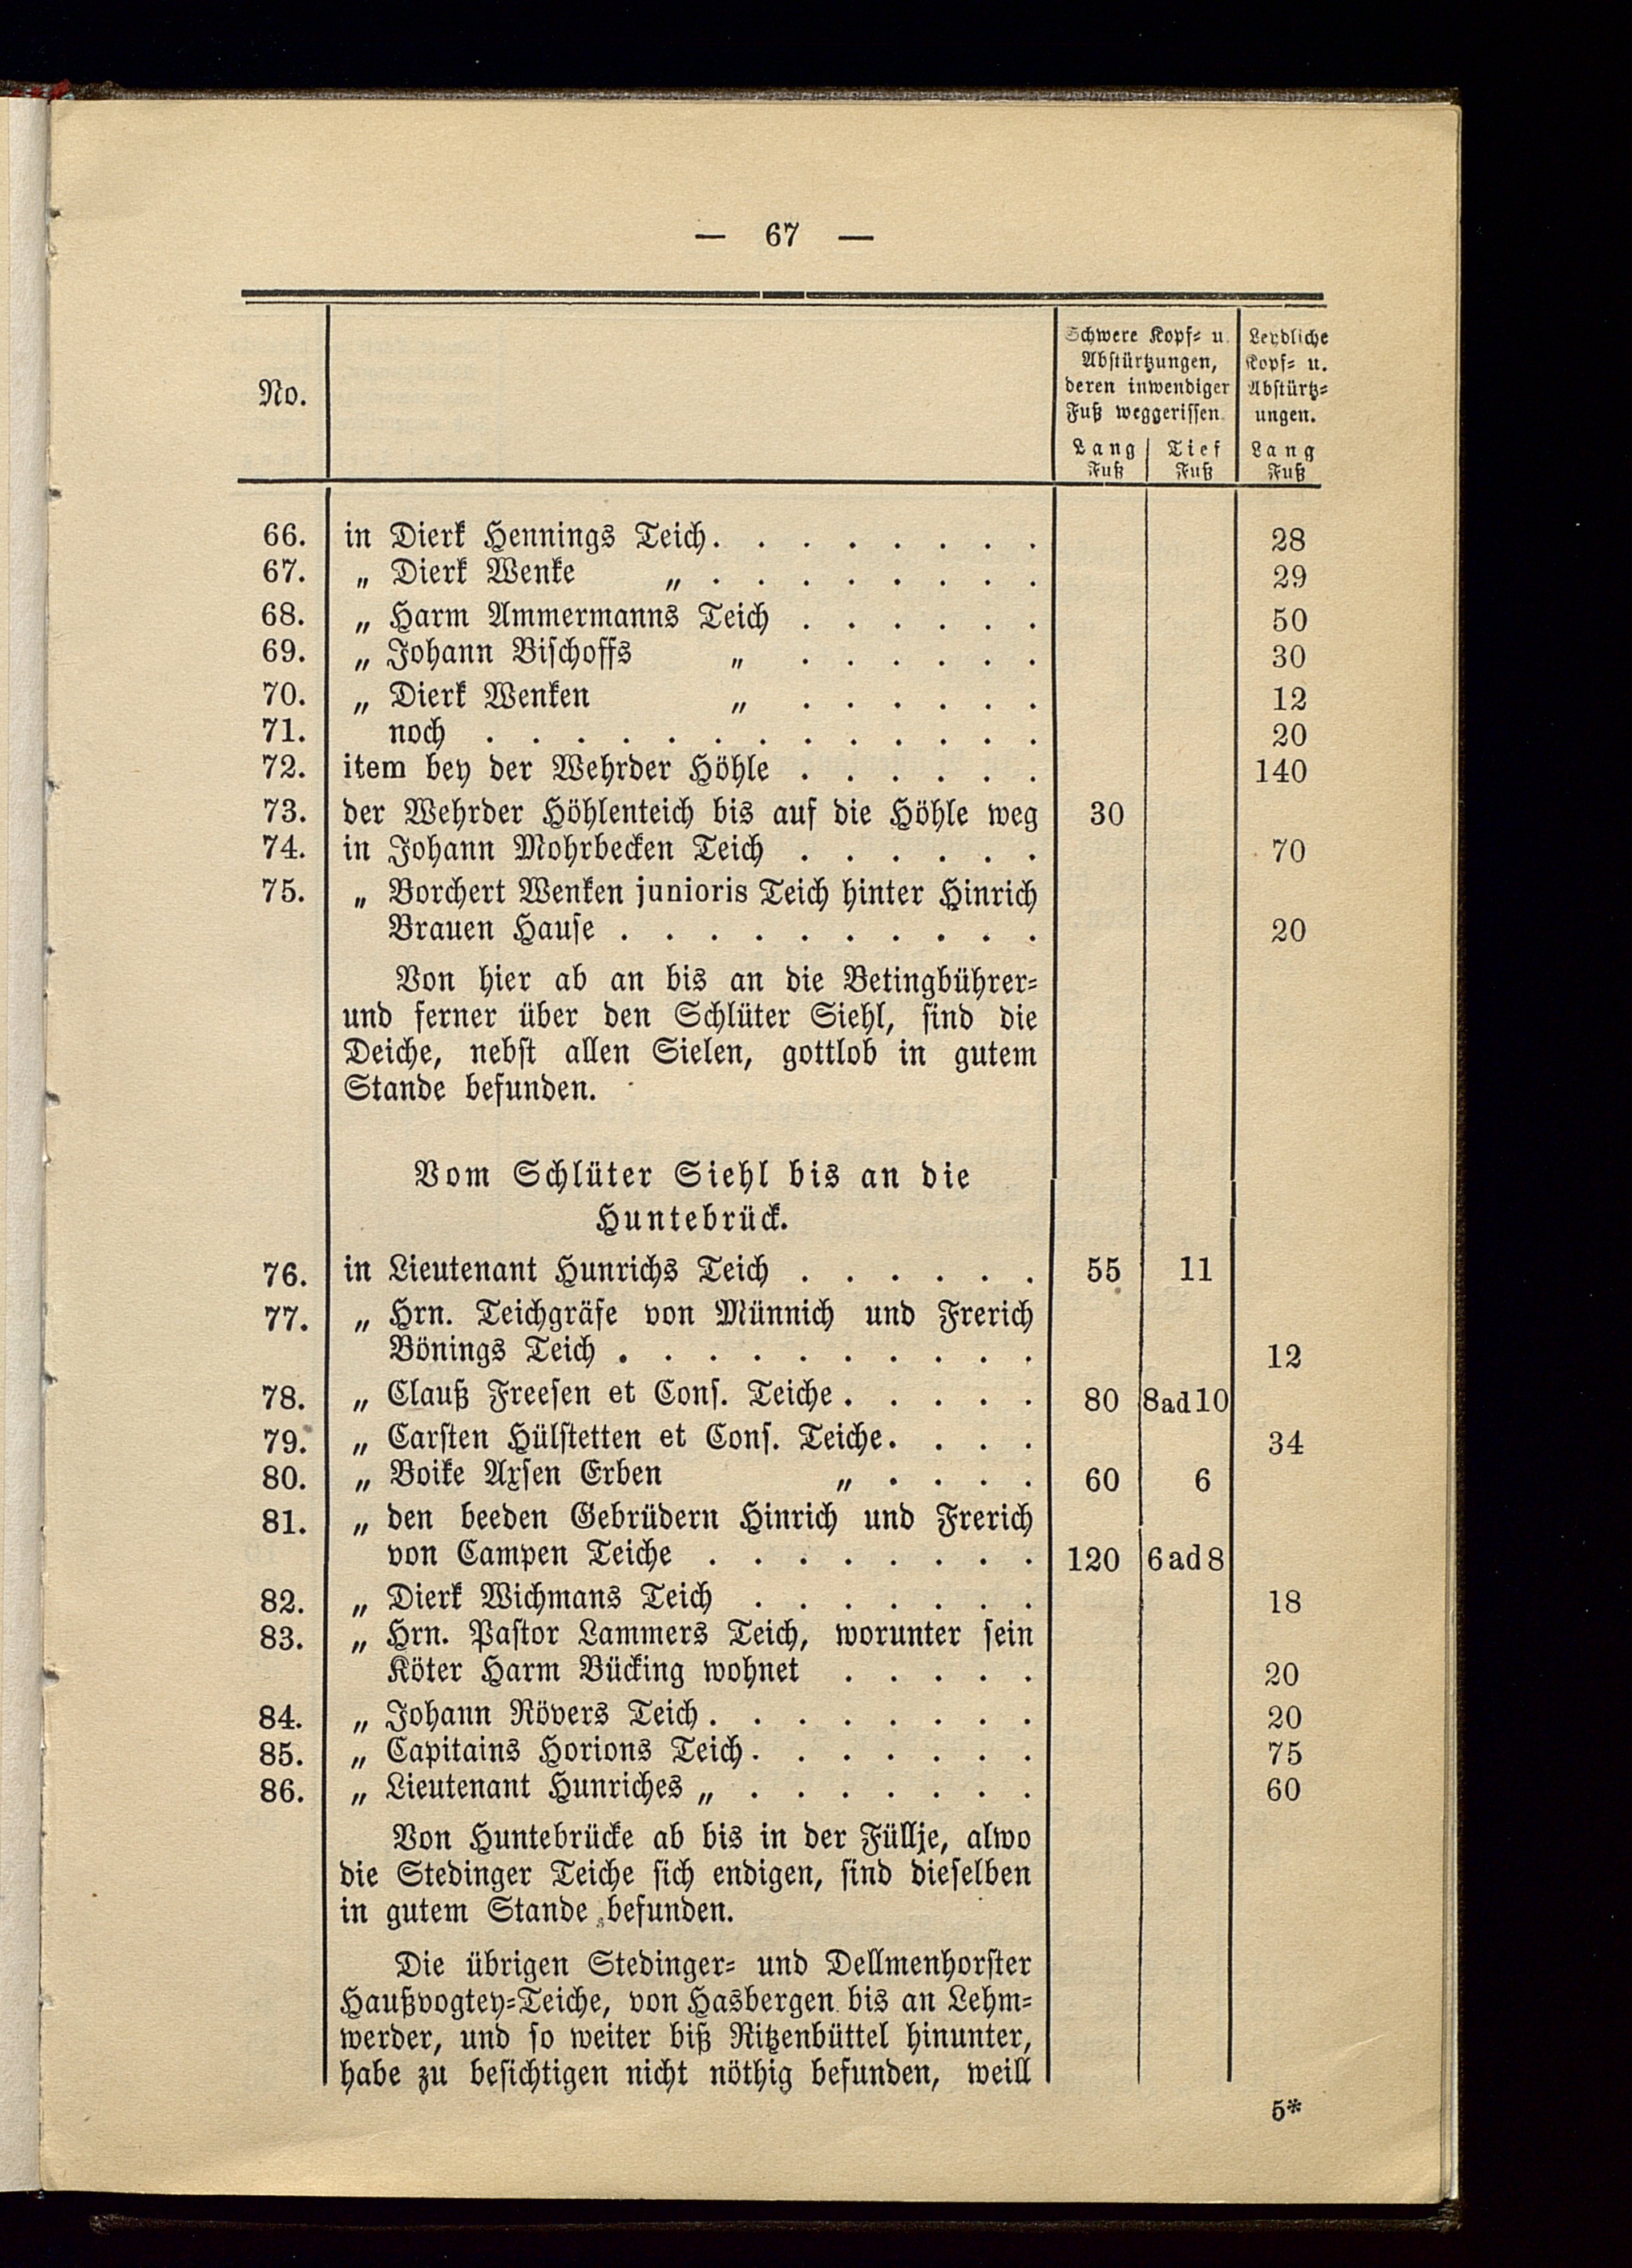 — 67 —
No.
Schwere Kopf- u. Abstürtzungen, deren inwendiger Fuß weggerissen.
Leydliche Kopf- u. Abstürtz-ungen.
Lang Fuß | Tief Fuß | Lang Fuß
66. in Dierk Hennings Teich. . . . . . . . 28
67. „ Dierk Wenke „ . . . . . . . . 29
68. „ Harm Ammermanns Teich . . . . . . 50
69. „ Johann Bischoffs „ . . . . . . 30
70. „ Dierk Wenken „ . . . . . . 12
71. noch . . . . . . . . . . . . . 20
72. item bey der Wehrder Höhle . . . . . . 140
73. der Wehrder Höhlenteich bis auf die Höhle weg 30
74. in Johann Mohrbecken Teich . . . . . . 70
75. „ Borchert Wenken junioris Teich hinter Hinrich
Brauen Hause . . . . . . . . . . 20
Von hier ab an bis an die Betingbührer-
und ferner über den Schlüter Siehl, sind die
Deiche, nebst allen Sielen, gottlob in gutem
Stande befunden.
Vom Schlüter Siehl bis an die
Huntebrück.
76. in Lieutenant Hunrichs Teich . . . . . . 55 11
77. „ Hrn. Teichgräfe von Münnich und Frerich
Bönings Teich . . . . . . . . . . 12
78. „ Clauß Freesen et Cons. Teiche . . . . . 80 8 ad 10
79. „ Carsten Hülstetten et Cons. Teiche. . . . 34
80. „ Boike Axsen Erben „ . . . . 60 6
81. „ den beeden Gebrüdern Hinrich und Frerich
von Campen Teiche . . . . . . . . 120 6 ad 8
82. „ Dierk Wichmans Teich . . . . . . . 18
83. „ Hrn. Pastor Lammers Teich, worunter sein
Köter Harm Bücking wohnet . . . . . 20
84. „ Johann Rövers Teich . . . . . . . . 20
85. „ Capitains Horions Teich. . . . . . . 75
86. „ Lieutenant Hunriches „ . . . . . . . 60
Von Huntebrücke ab bis in der Füllje, alwo
die Stedinger Teiche sich endigen, sind dieselben
in gutem Stande befunden.
Die übrigen Stedinger- und Dellmenhorster
Haußvogtey-Teiche, von Hasbergen bis an Lehm-
werder, und so weiter biß Ritzenbüttel hinunter,
habe zu besichtigen nicht nöthig befunden, weill
5*